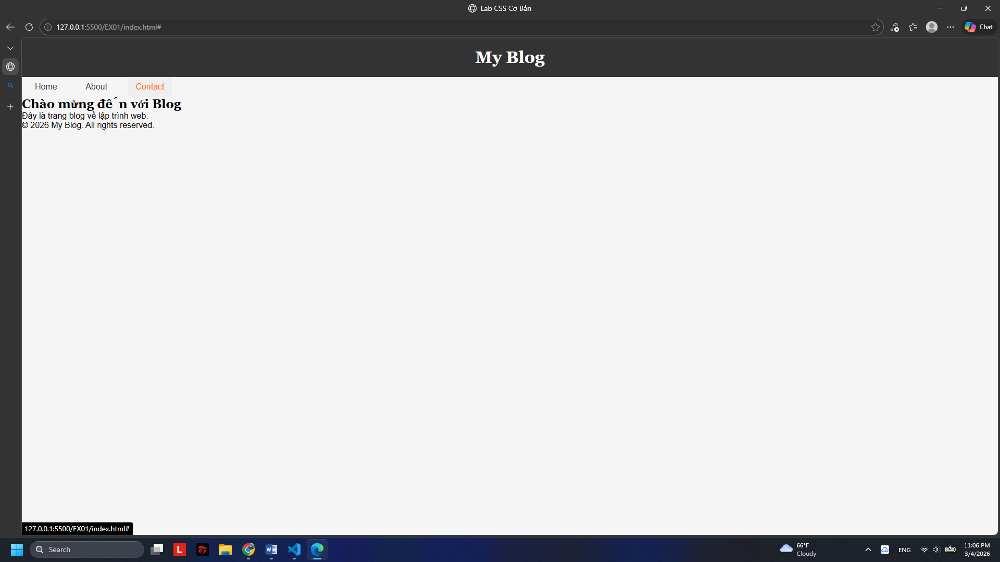 Lab CSS Cơ Bản
127.0.0.1:5500/EX01/index.html#
Chat
My Blog
Home About Contact
Chào mừng đến với Blog
Đây là trang blog về lập trình web.
© 2026 My Blog. All rights reserved.
127.0.0.1:5500/EX01/index.html#
Search
L
W
66°F
Cloudy
ENG
11:06 PM
3/4/2026